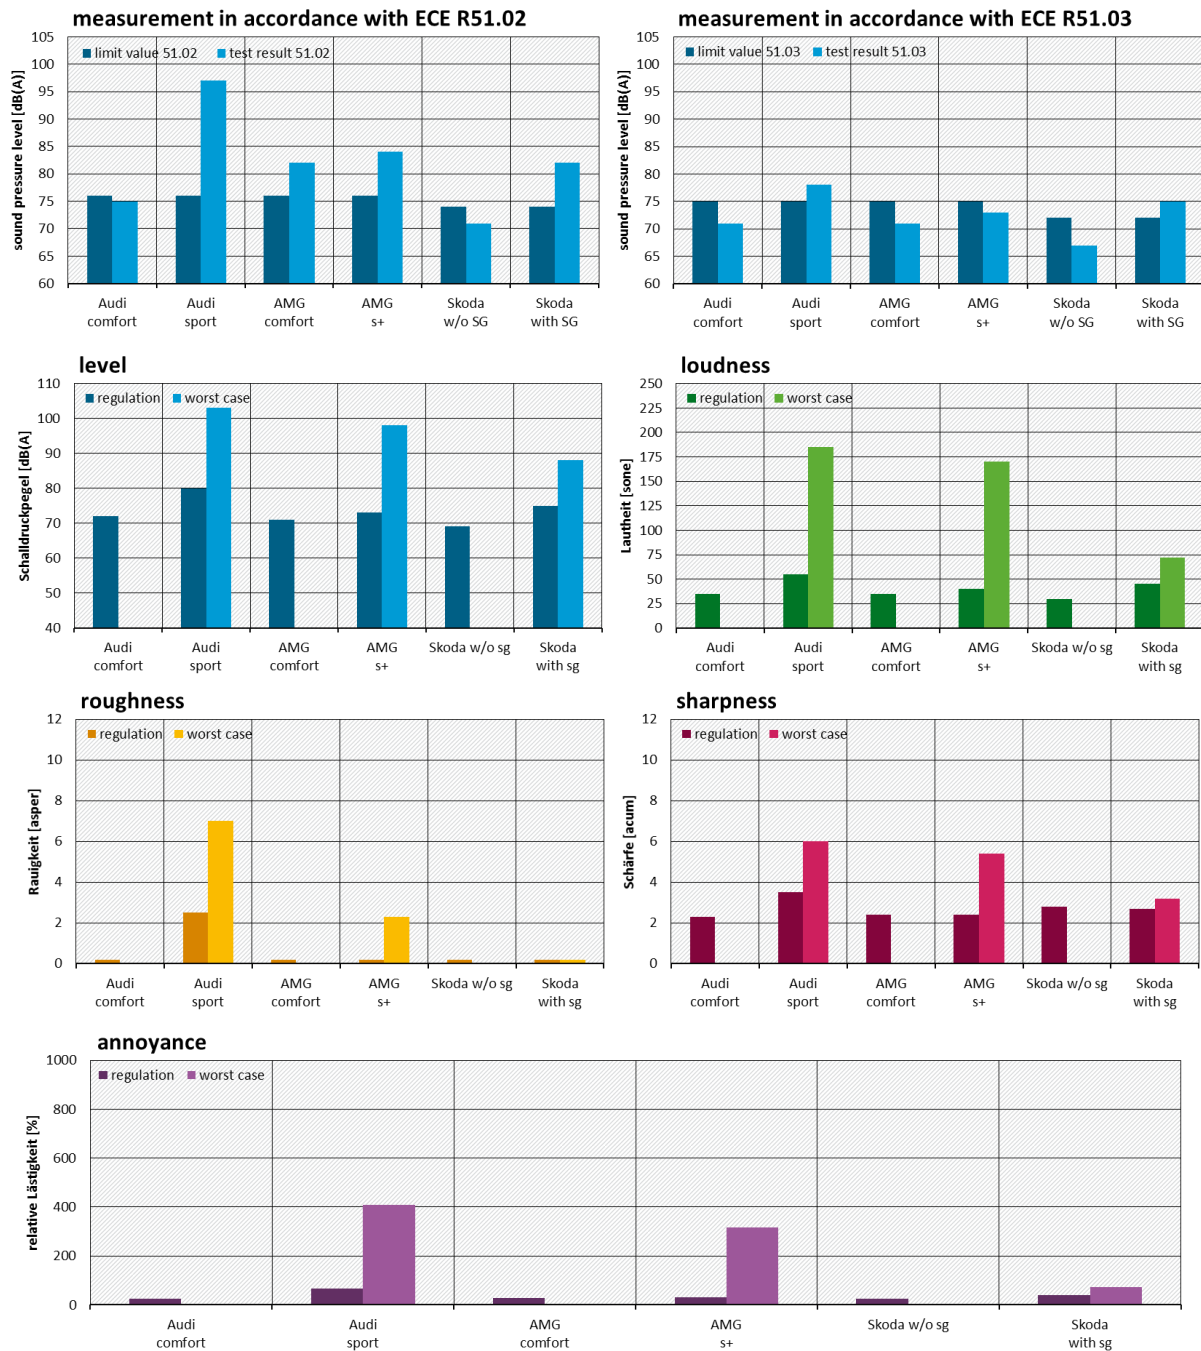 measurement in accordance with ECE R51.02
sound pressure level [dB(A)]
105
100
95
90
85
80
75
70
65
60
limit value 51.02
test result 51.02
Audi
comfort
Audi
sport
AMG
comfort
AMG
s+
Skoda
w/o SG
Skoda
with SG
measurement in accordance with ECE R51.03
sound pressure level [dB(A)]
105
100
95
90
85
80
75
70
65
60
limit value 51.03
test result 51.03
Audi
comfort
Audi
sport
AMG
comfort
AMG
s+
Skoda
w/o SG
Skoda
with SG
level
Schalldruckpegel [dB(A]
110
100
90
80
70
60
50
40
regulation
worst case
Audi
comfort
Audi
sport
AMG
comfort
AMG
s+
Skoda w/o sg
Skoda
with sg
loudness
Lautheit [sone]
250
225
200
175
150
125
100
75
50
25
0
regulation
worst case
Audi
comfort
Audi
sport
AMG
comfort
AMG
s+
Skoda w/o sg
Skoda
with sg
roughness
Rauigkeit [asper]
12
10
8
6
4
2
0
regulation
worst case
Audi
comfort
Audi
sport
AMG
comfort
AMG
s+
Skoda w/o sg
Skoda
with sg
sharpness
Schärfe [acum]
12
10
8
6
4
2
0
regulation
worst case
Audi
comfort
Audi
sport
AMG
comfort
AMG
s+
Skoda w/o sg
Skoda
with sg
annoyance
relative Lästigkeit [%]
1000
800
600
400
200
0
regulation
worst case
Audi
comfort
Audi
sport
AMG
comfort
AMG
s+
Skoda w/o sg
Skoda
with sg